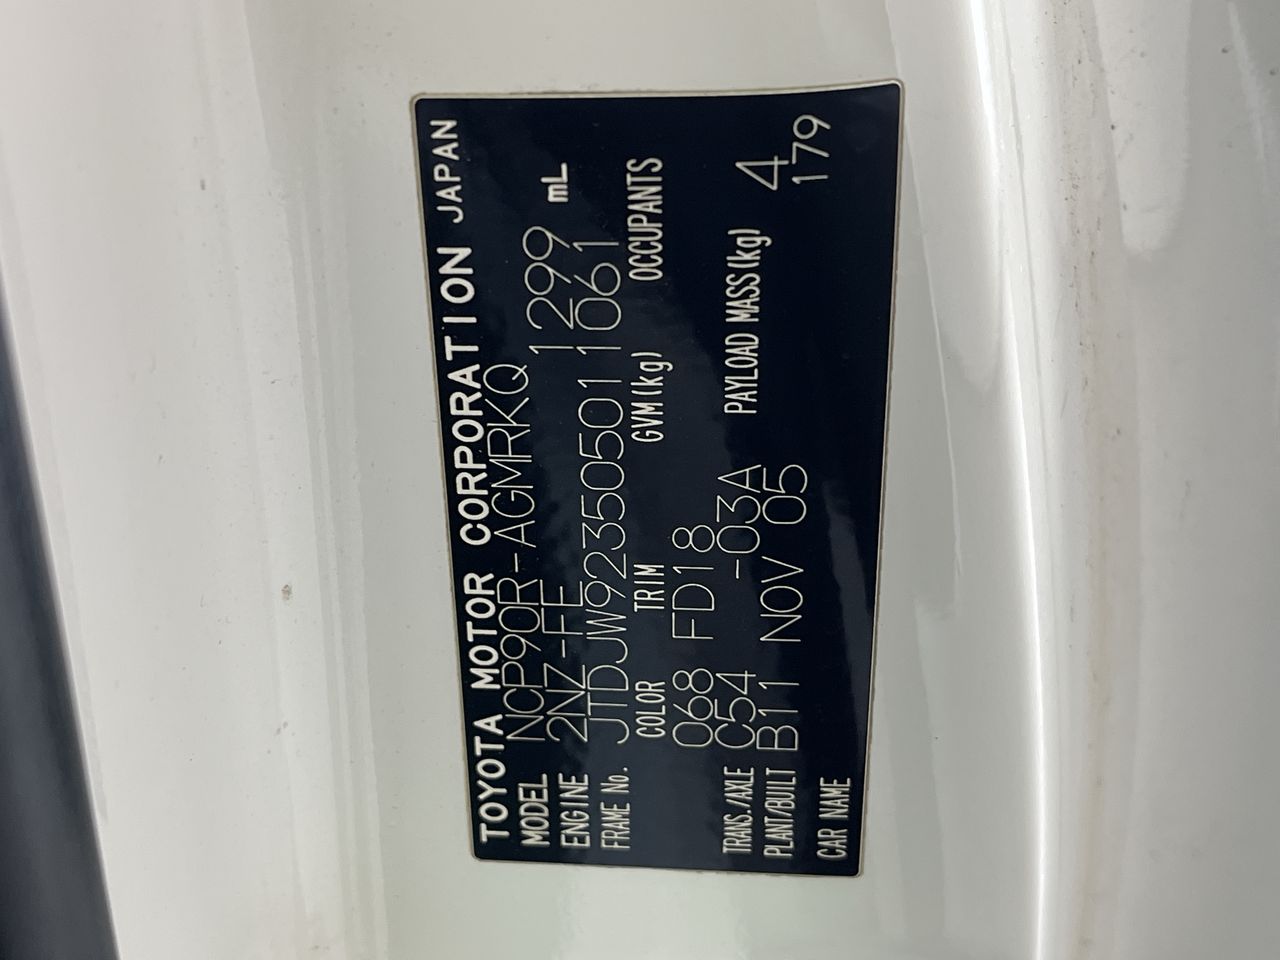 TOYOTA MOTOR CORPORATION JAPAN
MODEL NCP90R-AGMRKQ
ENGINE 2NZ-FE 1299 mL
FRAME No. JTDJW923505011061
COLOR TRIM GVM(kg) OCCUPANTS
068 FD18
TRANS./AXLE C54 -03A PAYLOAD MASS(kg) 4
PLANT/BUILT B11 NOV 05 179
CAR NAME